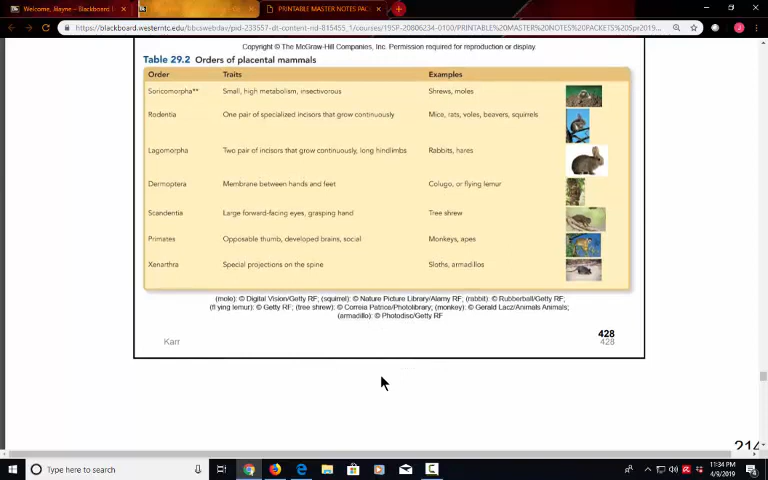 Welcome, Mayne – Blackboard
PRINTABLE MASTER NOTES PAC
https://blackboard.westerntc.edu/bbcswebdav/pid-233557-dt-content-rid-815455_1/courses/19SP-20806234-0100/PRINTABLE%20MASTER%20NOTES%20PACKETS%20Spr2019...
Copyright © The McGraw-Hill Companies, Inc. Permission required for reproduction or display.
Table 29.2 Orders of placental mammals
Order Traits Examples
Soricomorpha** Small, high metabolism, insectivorous Shrews, moles
Rodentia One pair of specialized incisors that grow continuously Mice, rats, voles, beavers, squirrels
Lagomorpha Two pair of incisors that grow continuously, long hindlimbs Rabbits, hares
Dermoptera Membrane between hands and feet Colugo, or flying lemur
Scandentia Large forward-facing eyes, grasping hand Tree shrew
Primates Opposable thumb, developed brains, social Monkeys, apes
Xenarthra Special projections on the spine Sloths, armadillos
(mole): © Digital Vision/Getty RF; (squirrel): © Nature Picture Library/Alamy RF; (rabbit): © Rubberball/Getty RF;
(fl ying lemur): © Getty RF; (tree shrew): © Correia Patrice/Photolibrary; (monkey): © Gerald Lacz/Animals Animals;
(armadillo): © Photodisc/Getty RF
428
Karr 428
214
Type here to search
11:34 PM
4/9/2019